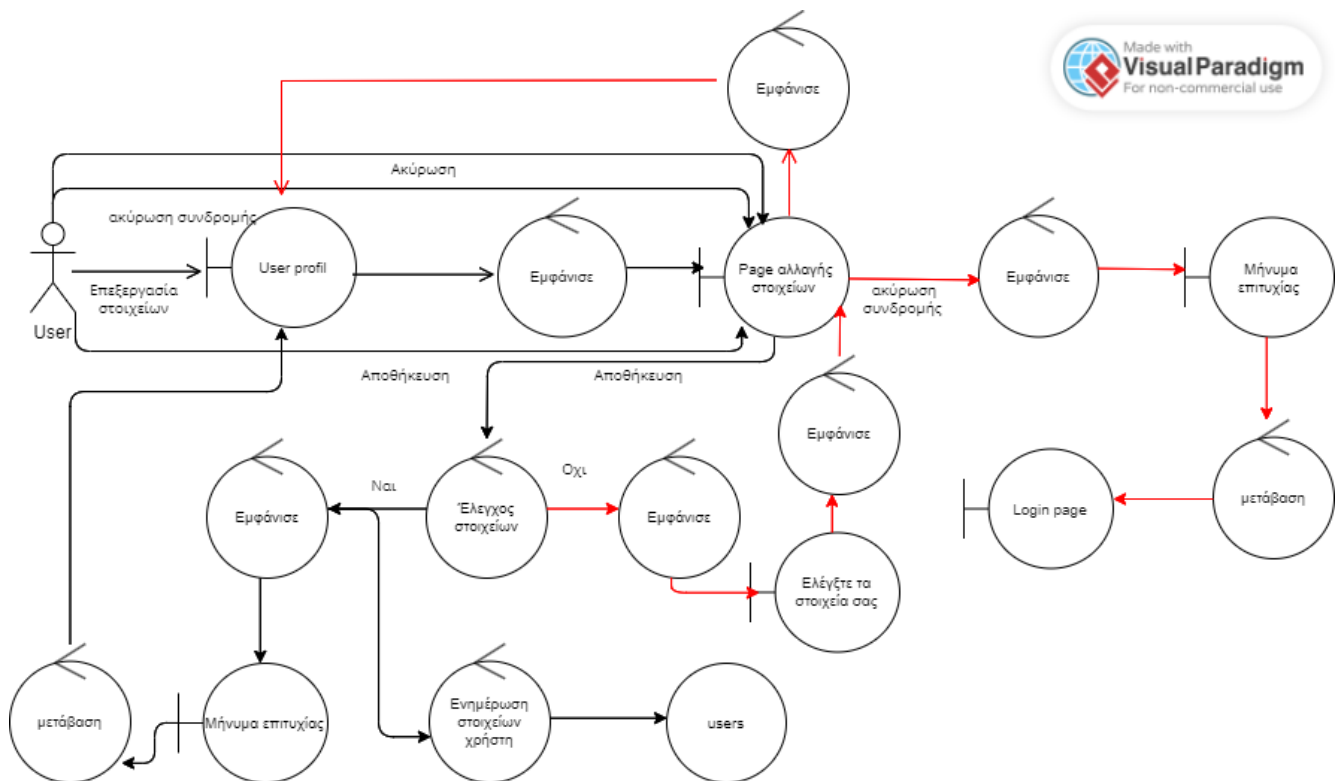 Made with
Visual Paradigm
For non-commercial use
Εμφάνισε
Ακύρωση
ακύρωση συνδρομής
User profil
Εμφάνισε
Page αλλαγής
στοιχείων
ακύρωση
συνδρομής
Εμφάνισε
Μήνυμα
επιτυχίας
Επεξεργασία
στοιχείων
User
Αποθήκευση
Αποθήκευση
Εμφάνισε
Οχι
Ναι
Εμφάνισε
Έλεγχος
στοιχείων
Εμφάνισε
Login page
μετάβαση
Ελέγξτε τα
στοιχεία σας
μετάβαση
Μήνυμα επιτυχίας
Ενημέρωση
στοιχείων
χρήστη
users